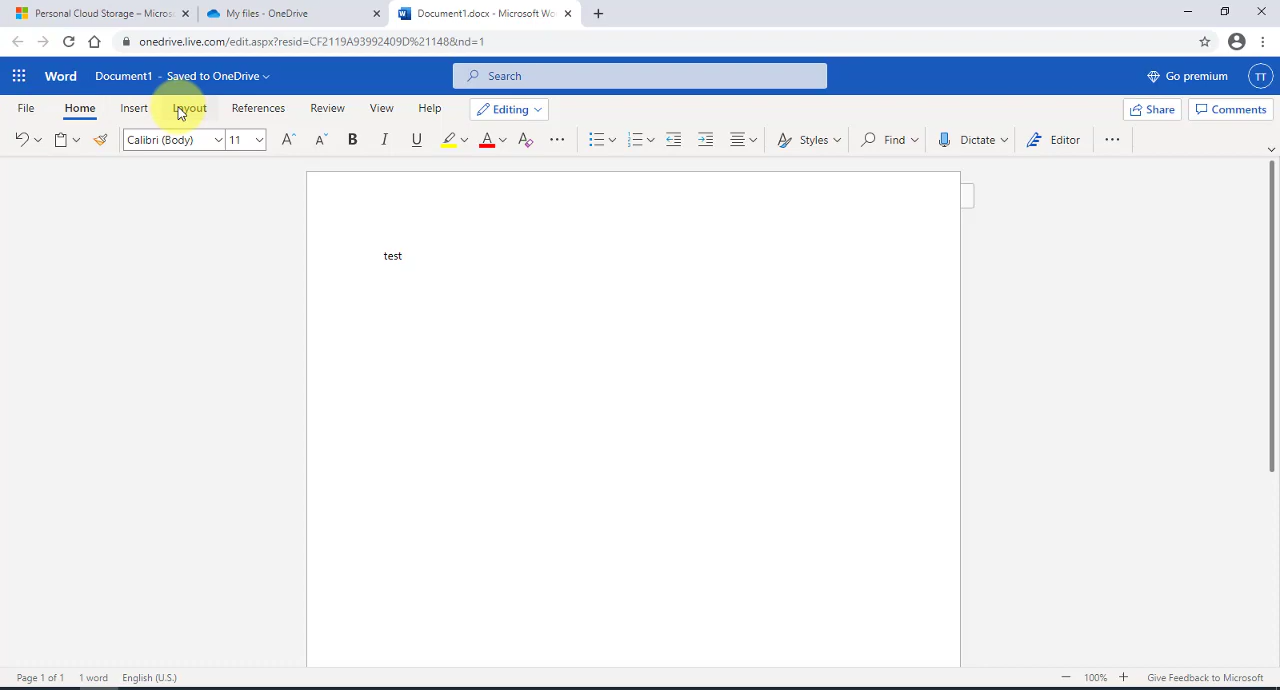 Personal Cloud Storage – Micros
My files - OneDrive
Document1.docx - Microsoft Wo
onedrive.live.com/edit.aspx?resid=CF2119A93992409D%21148&nd=1
Word Document1 - Saved to OneDrive Search Go premium TT
File Home Insert Layout References Review View Help Editing Share Comments
Calibri (Body) 11 B I U A Styles Find Dictate Editor
test
Page 1 of 1 1 word English (U.S.) 100% Give Feedback to Microsoft